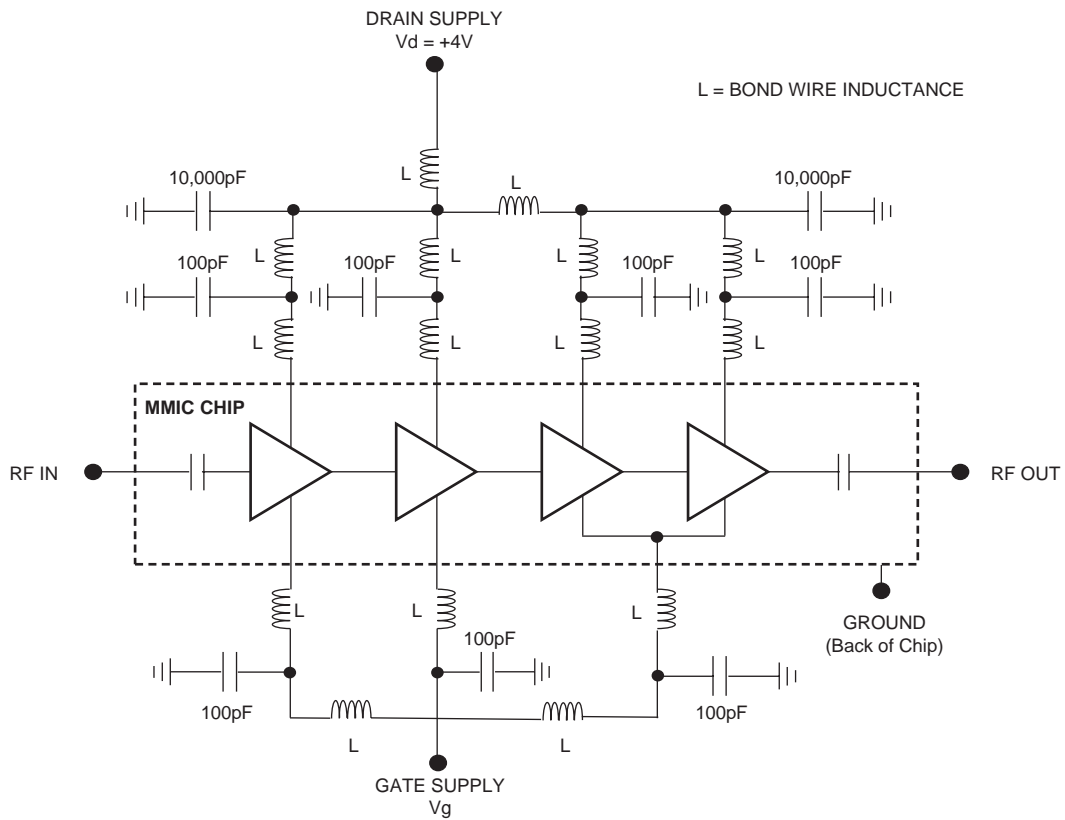 DRAIN SUPPLY
Vd = +4V
L = BOND WIRE INDUCTANCE
L
L
10,000pF
10,000pF
L
L
L
L
100pF
100pF
100pF
100pF
L
L
L
L
MMIC CHIP
RF IN
RF OUT
L
L
L
GROUND
(Back of Chip)
100pF
100pF
100pF
L
L
GATE SUPPLY
Vg